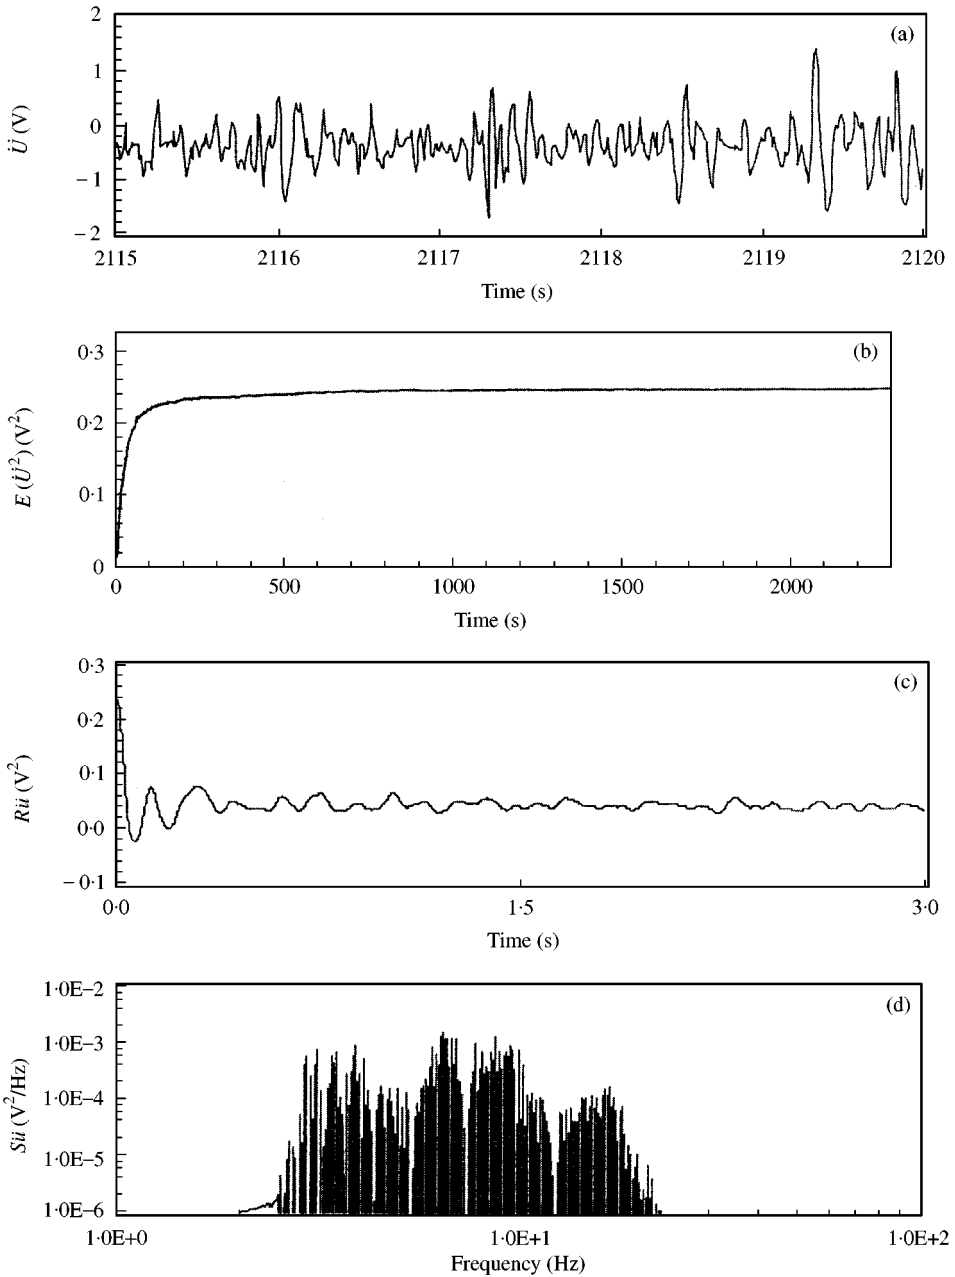 2
(a)
1
0
−1
−2
U̇ (V)
2115
2116
2117
2118
2119
2120
Time (s)
0·3
(b)
0·2
0·1
0
E (U̇²) (V²)
0
500
1000
1500
2000
Time (s)
0·3
(c)
0·2
0·1
0·0
−0·1
Rü (V²)
0·0
1·5
3·0
Time (s)
1·0E−2
(d)
1·0E−3
1·0E−4
1·0E−5
1·0E−6
Sü (V²/Hz)
1·0E+0
1·0E+1
1·0E+2
Frequency (Hz)